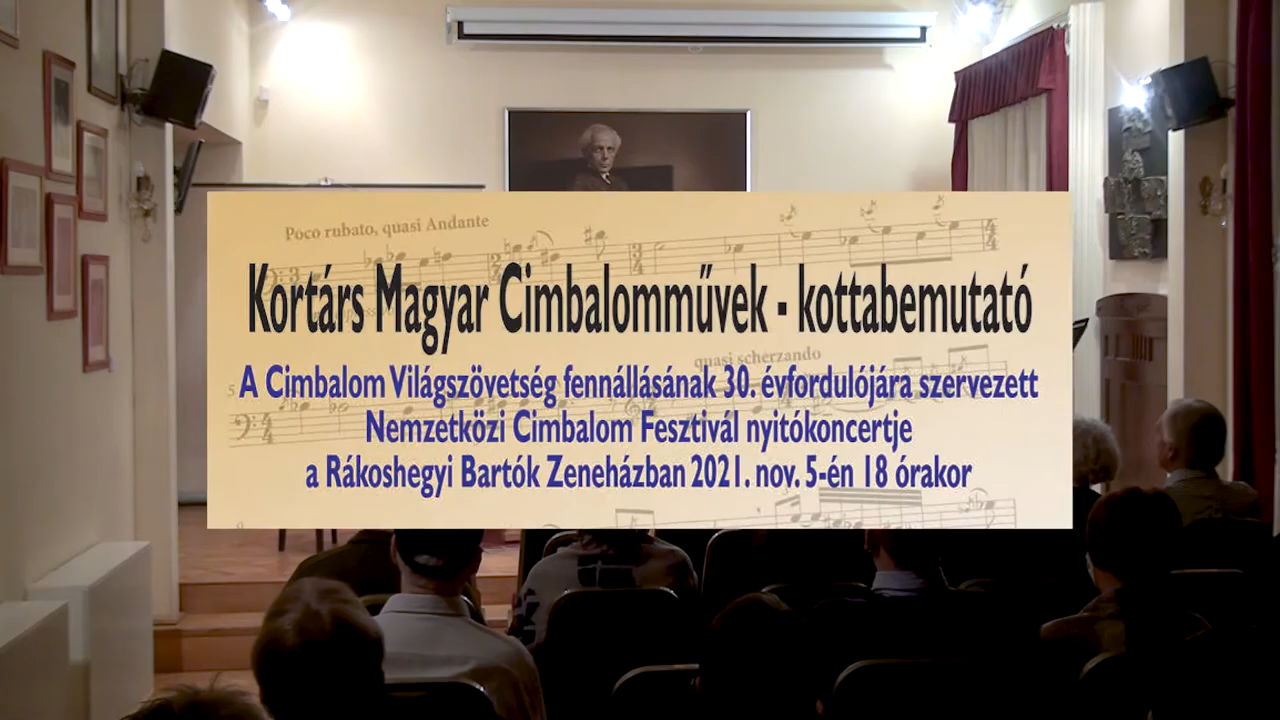 Poco rubato, quasi Andante
Kortárs Magyar Cimbalomművek - kottabemutató
quasi scherzando
A Cimbalom Világszövetség fennállásának 30. évfordulójára szervezett
Nemzetközi Cimbalom Fesztivál nyitókoncertje
a Rákoshegyi Bartók Zeneházban 2021. nov. 5-én 18 órakor